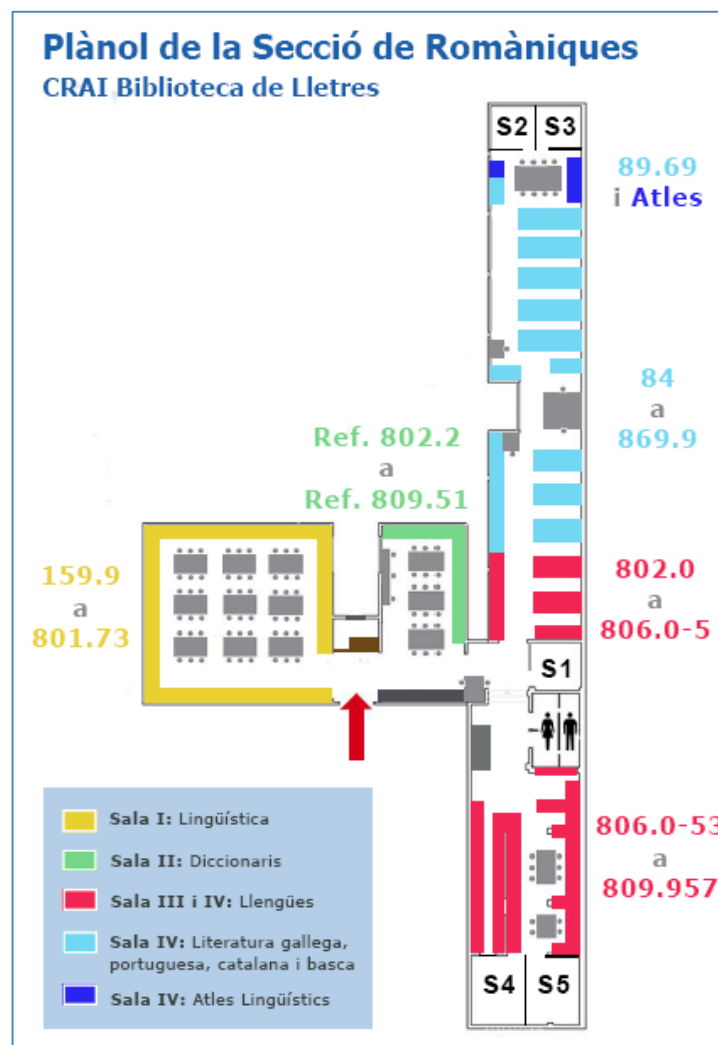 Plànol de la Secció de Romàniques
CRAI Biblioteca de Lletres
S2 S3
89.69
i Atles
84
a
869.9
Ref. 802.2
a
Ref. 809.51
159.9
a
801.73
802.0
a
806.0-5
S1
806.0-53
a
809.957
S4 S5
Sala I: Lingüística
Sala II: Diccionaris
Sala III i IV: Llengües
Sala IV: Literatura gallega,
portuguesa, catalana i basca
Sala IV: Atles Lingüístics